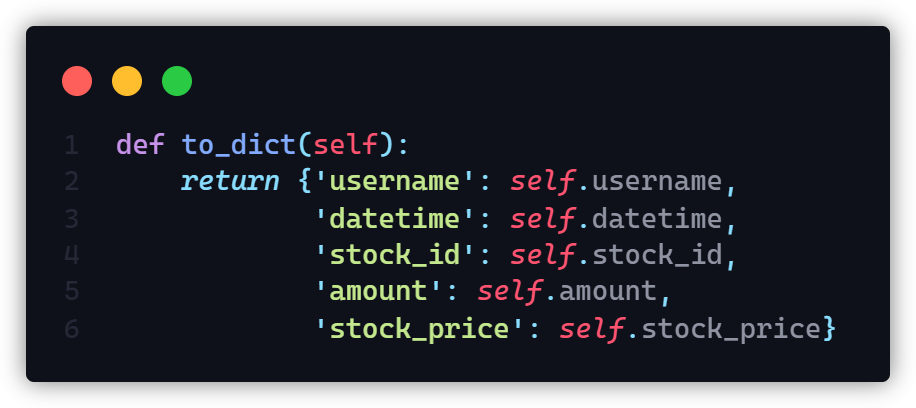 1 def to_dict(self):
2     return {'username': self.username,
3             'datetime': self.datetime,
4             'stock_id': self.stock_id,
5             'amount': self.amount,
6             'stock_price': self.stock_price}